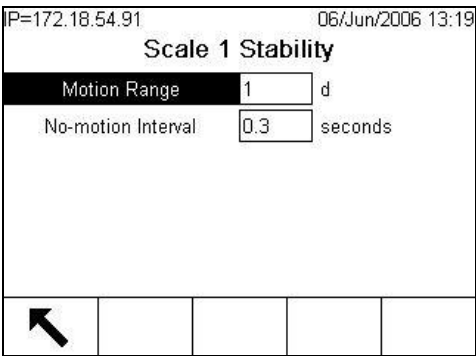 IP=172.18.54.91 06/Jun/2006 13:19
Scale 1 Stability
Motion Range 1 d
No-motion Interval 0.3 seconds